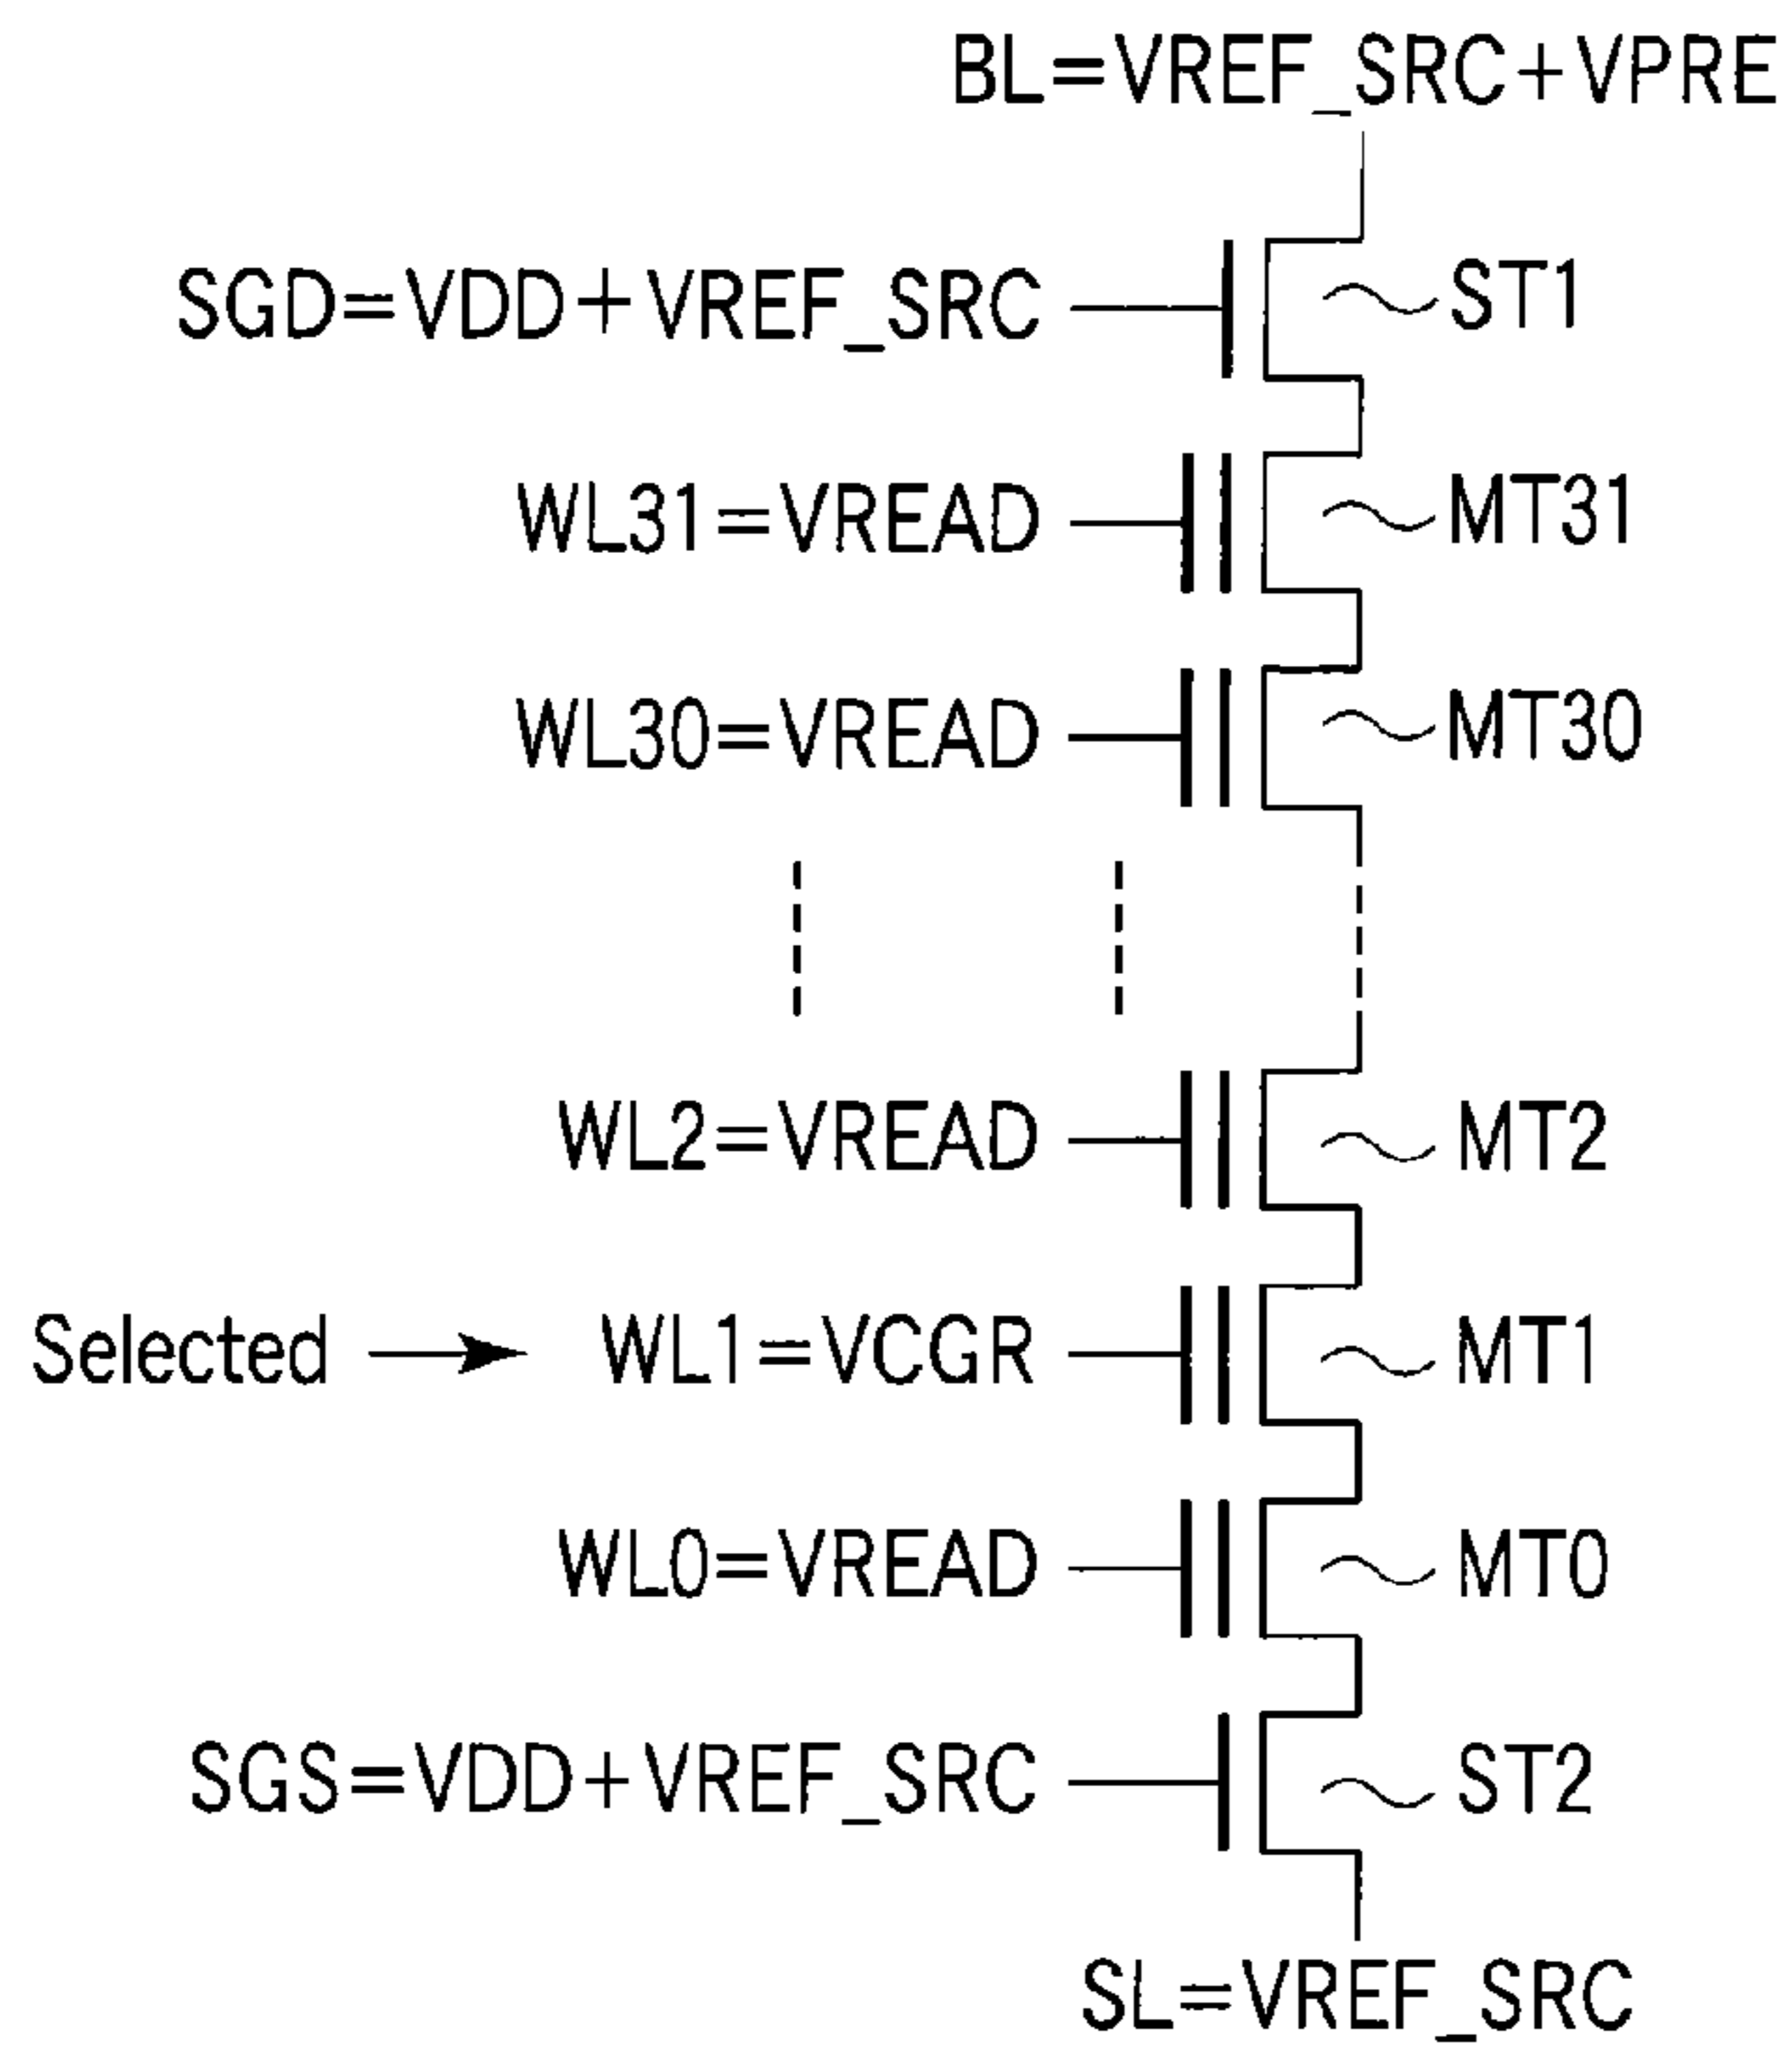 BL=VREF_SRC+VPRE
SGD=VDD+VREF_SRC ST1
WL31=VREAD MT31
WL30=VREAD MT30
WL2=VREAD MT2
Selected WL1=VCGR MT1
WL0=VREAD MT0
SGS=VDD+VREF_SRC ST2
SL=VREF_SRC